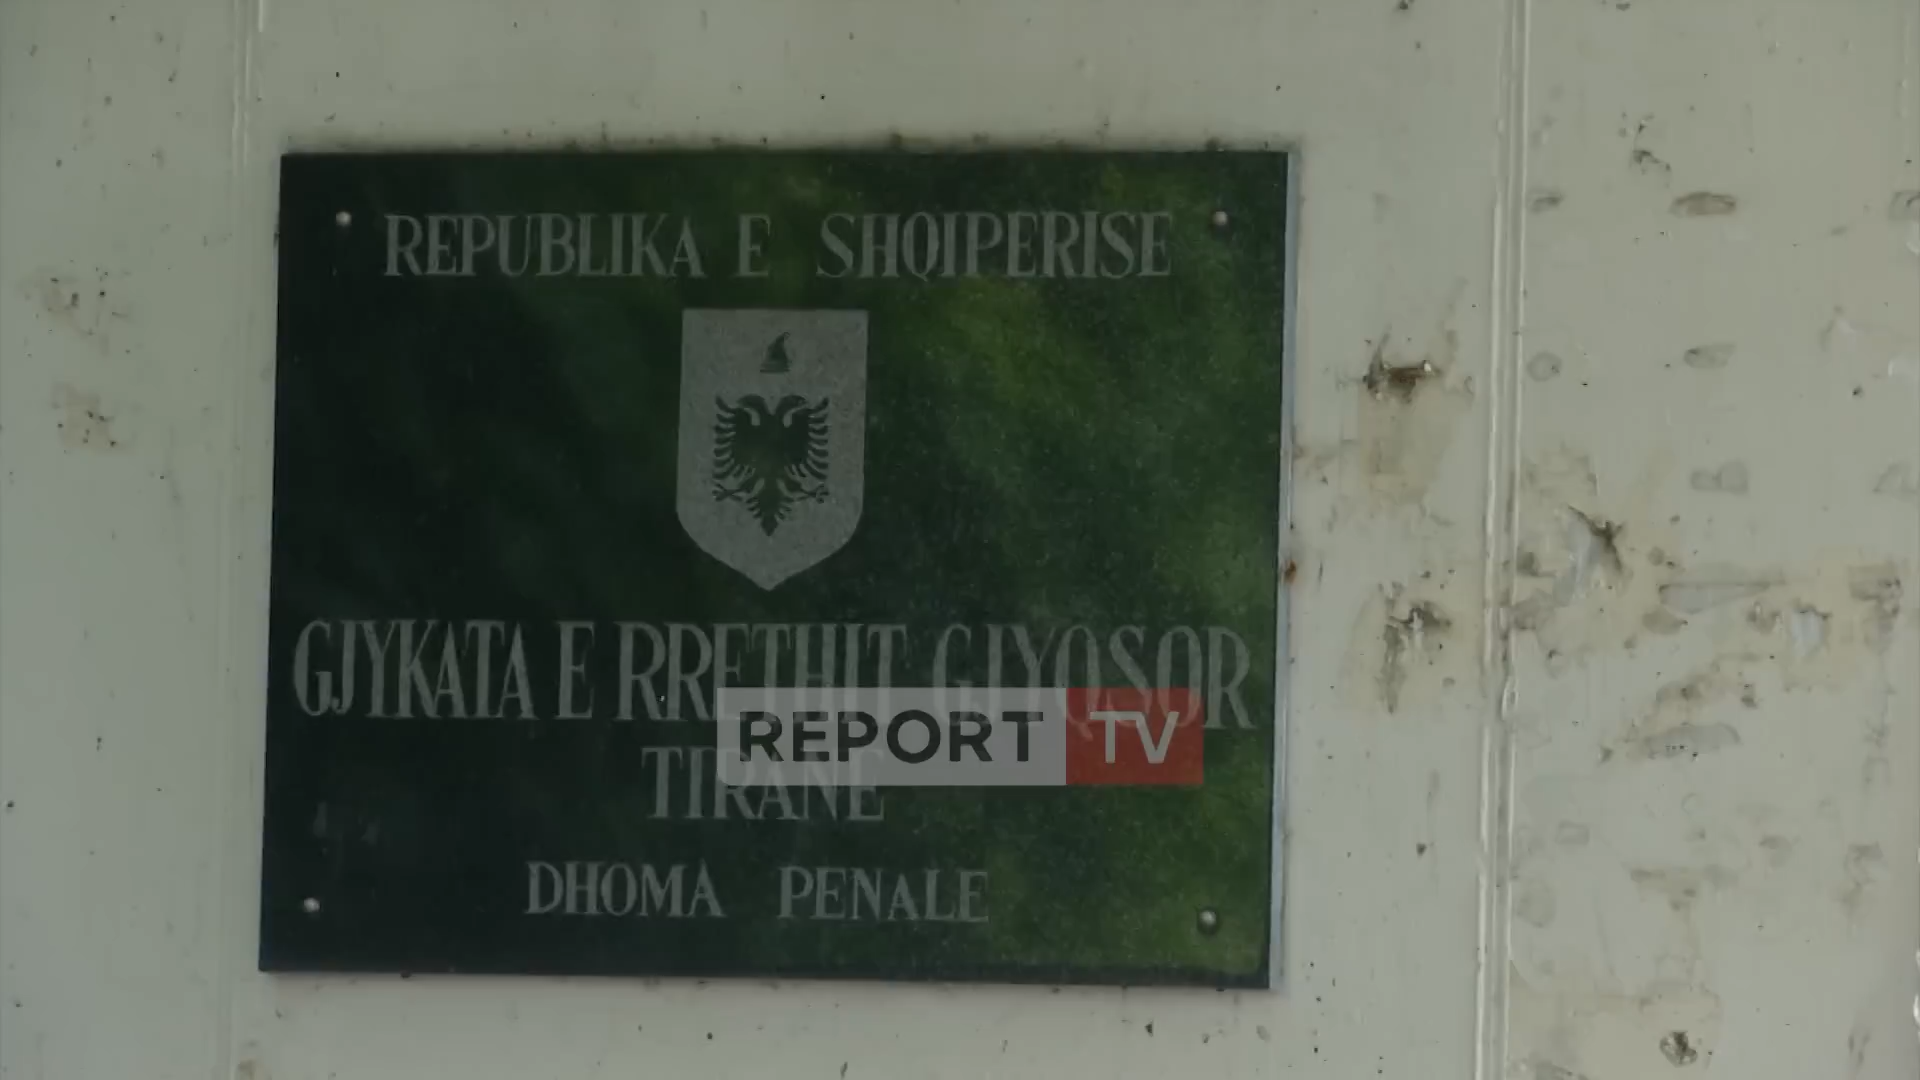 REPUBLIKA E SHQIPERISE
GJYKATA E RRETHIT GJYQSOR
REPORT TV
TIRANE
DHOMA PENALE